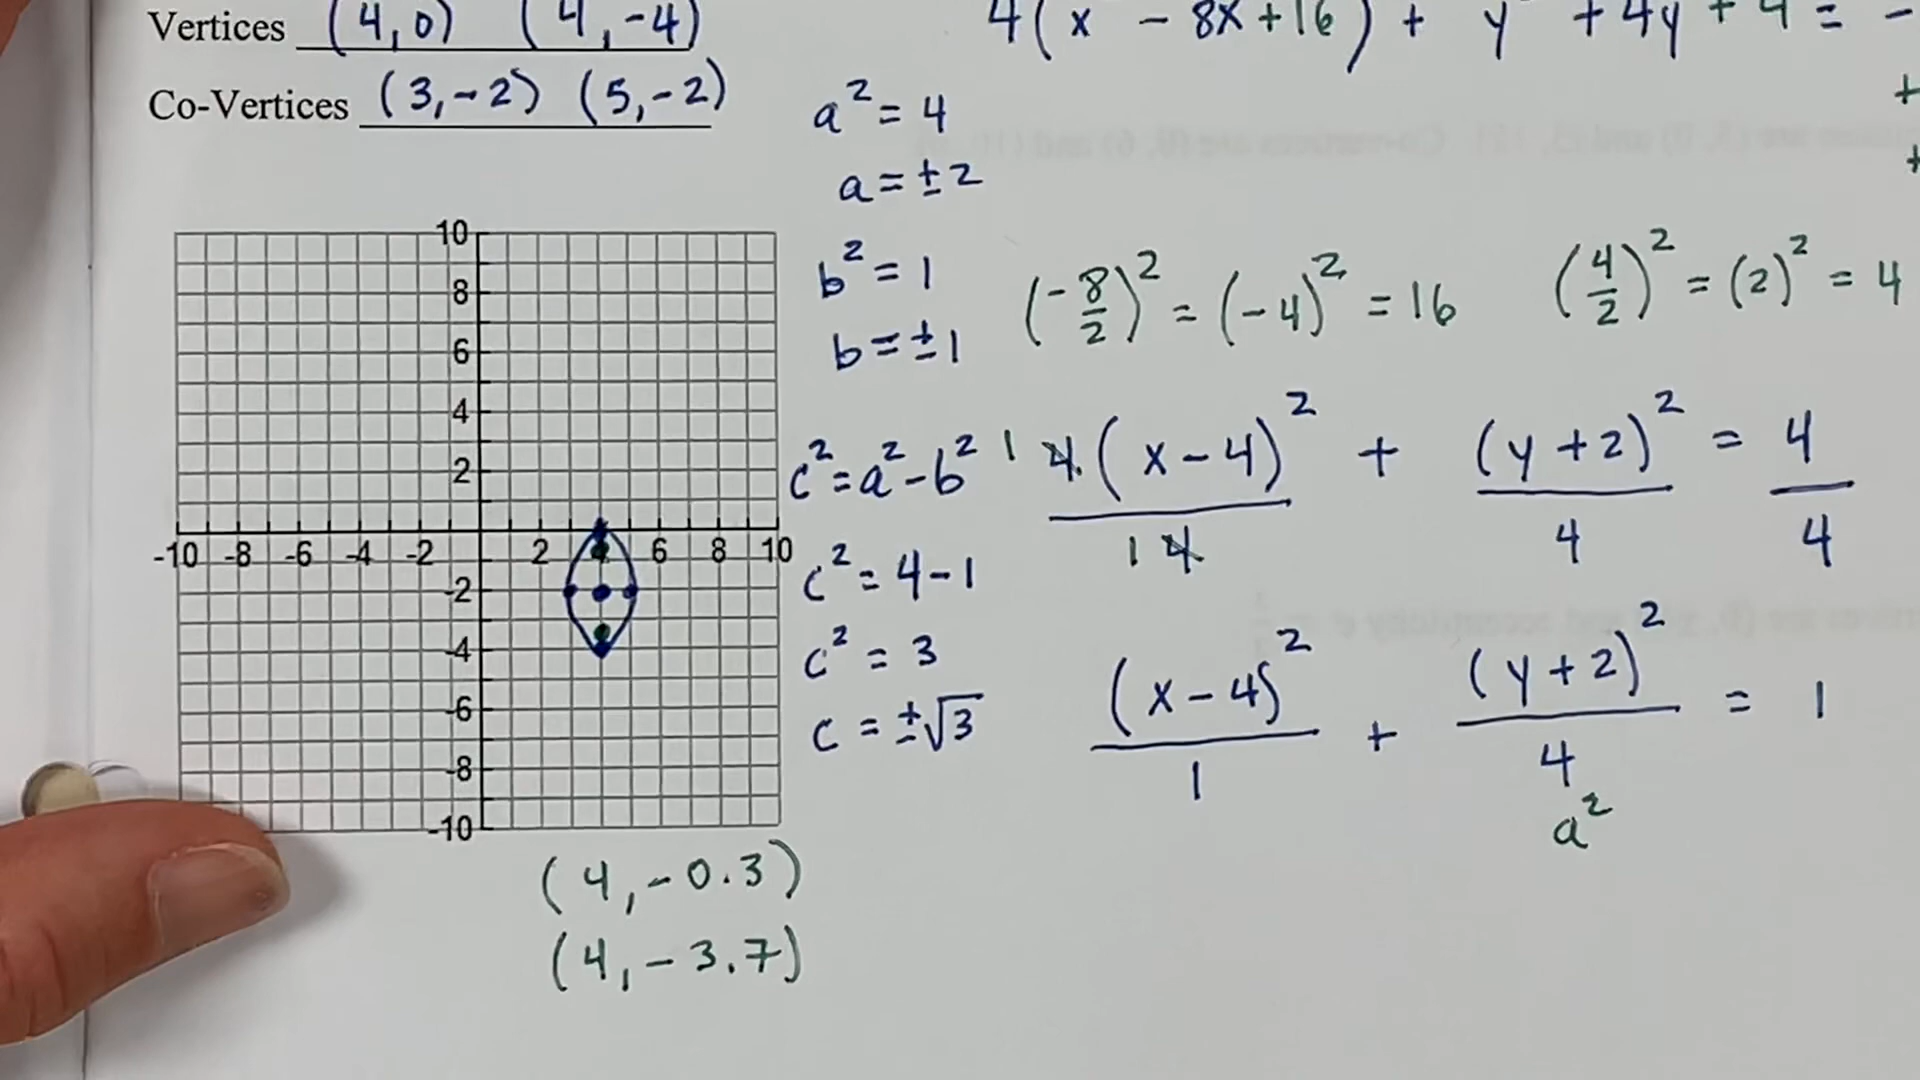 Vertices (4,0) (4,-4)
Co-Vertices (3,-2) (5,-2)
4(x - 8x+16) + y + 4y + 4 = -
+
+
a² = 4
a = ±2
b² = 1
b = ±1
(-8/2)² = (-4)² = 16
(4/2)² = (2)² = 4
c² = a² - b²
1 4(x-4)²/1 4 + (y+2)²/4 = 4/4
c² = 4-1
c² = 3
c = ±√3
(x-4)²/1 + (y+2)²/4 = 1
a²
10
8
6
4
2
-10 -8 -6 -4 -2 2 4 6 8 10
-2
-4
-6
-8
-10
(4,-0.3)
(4,-3.7)